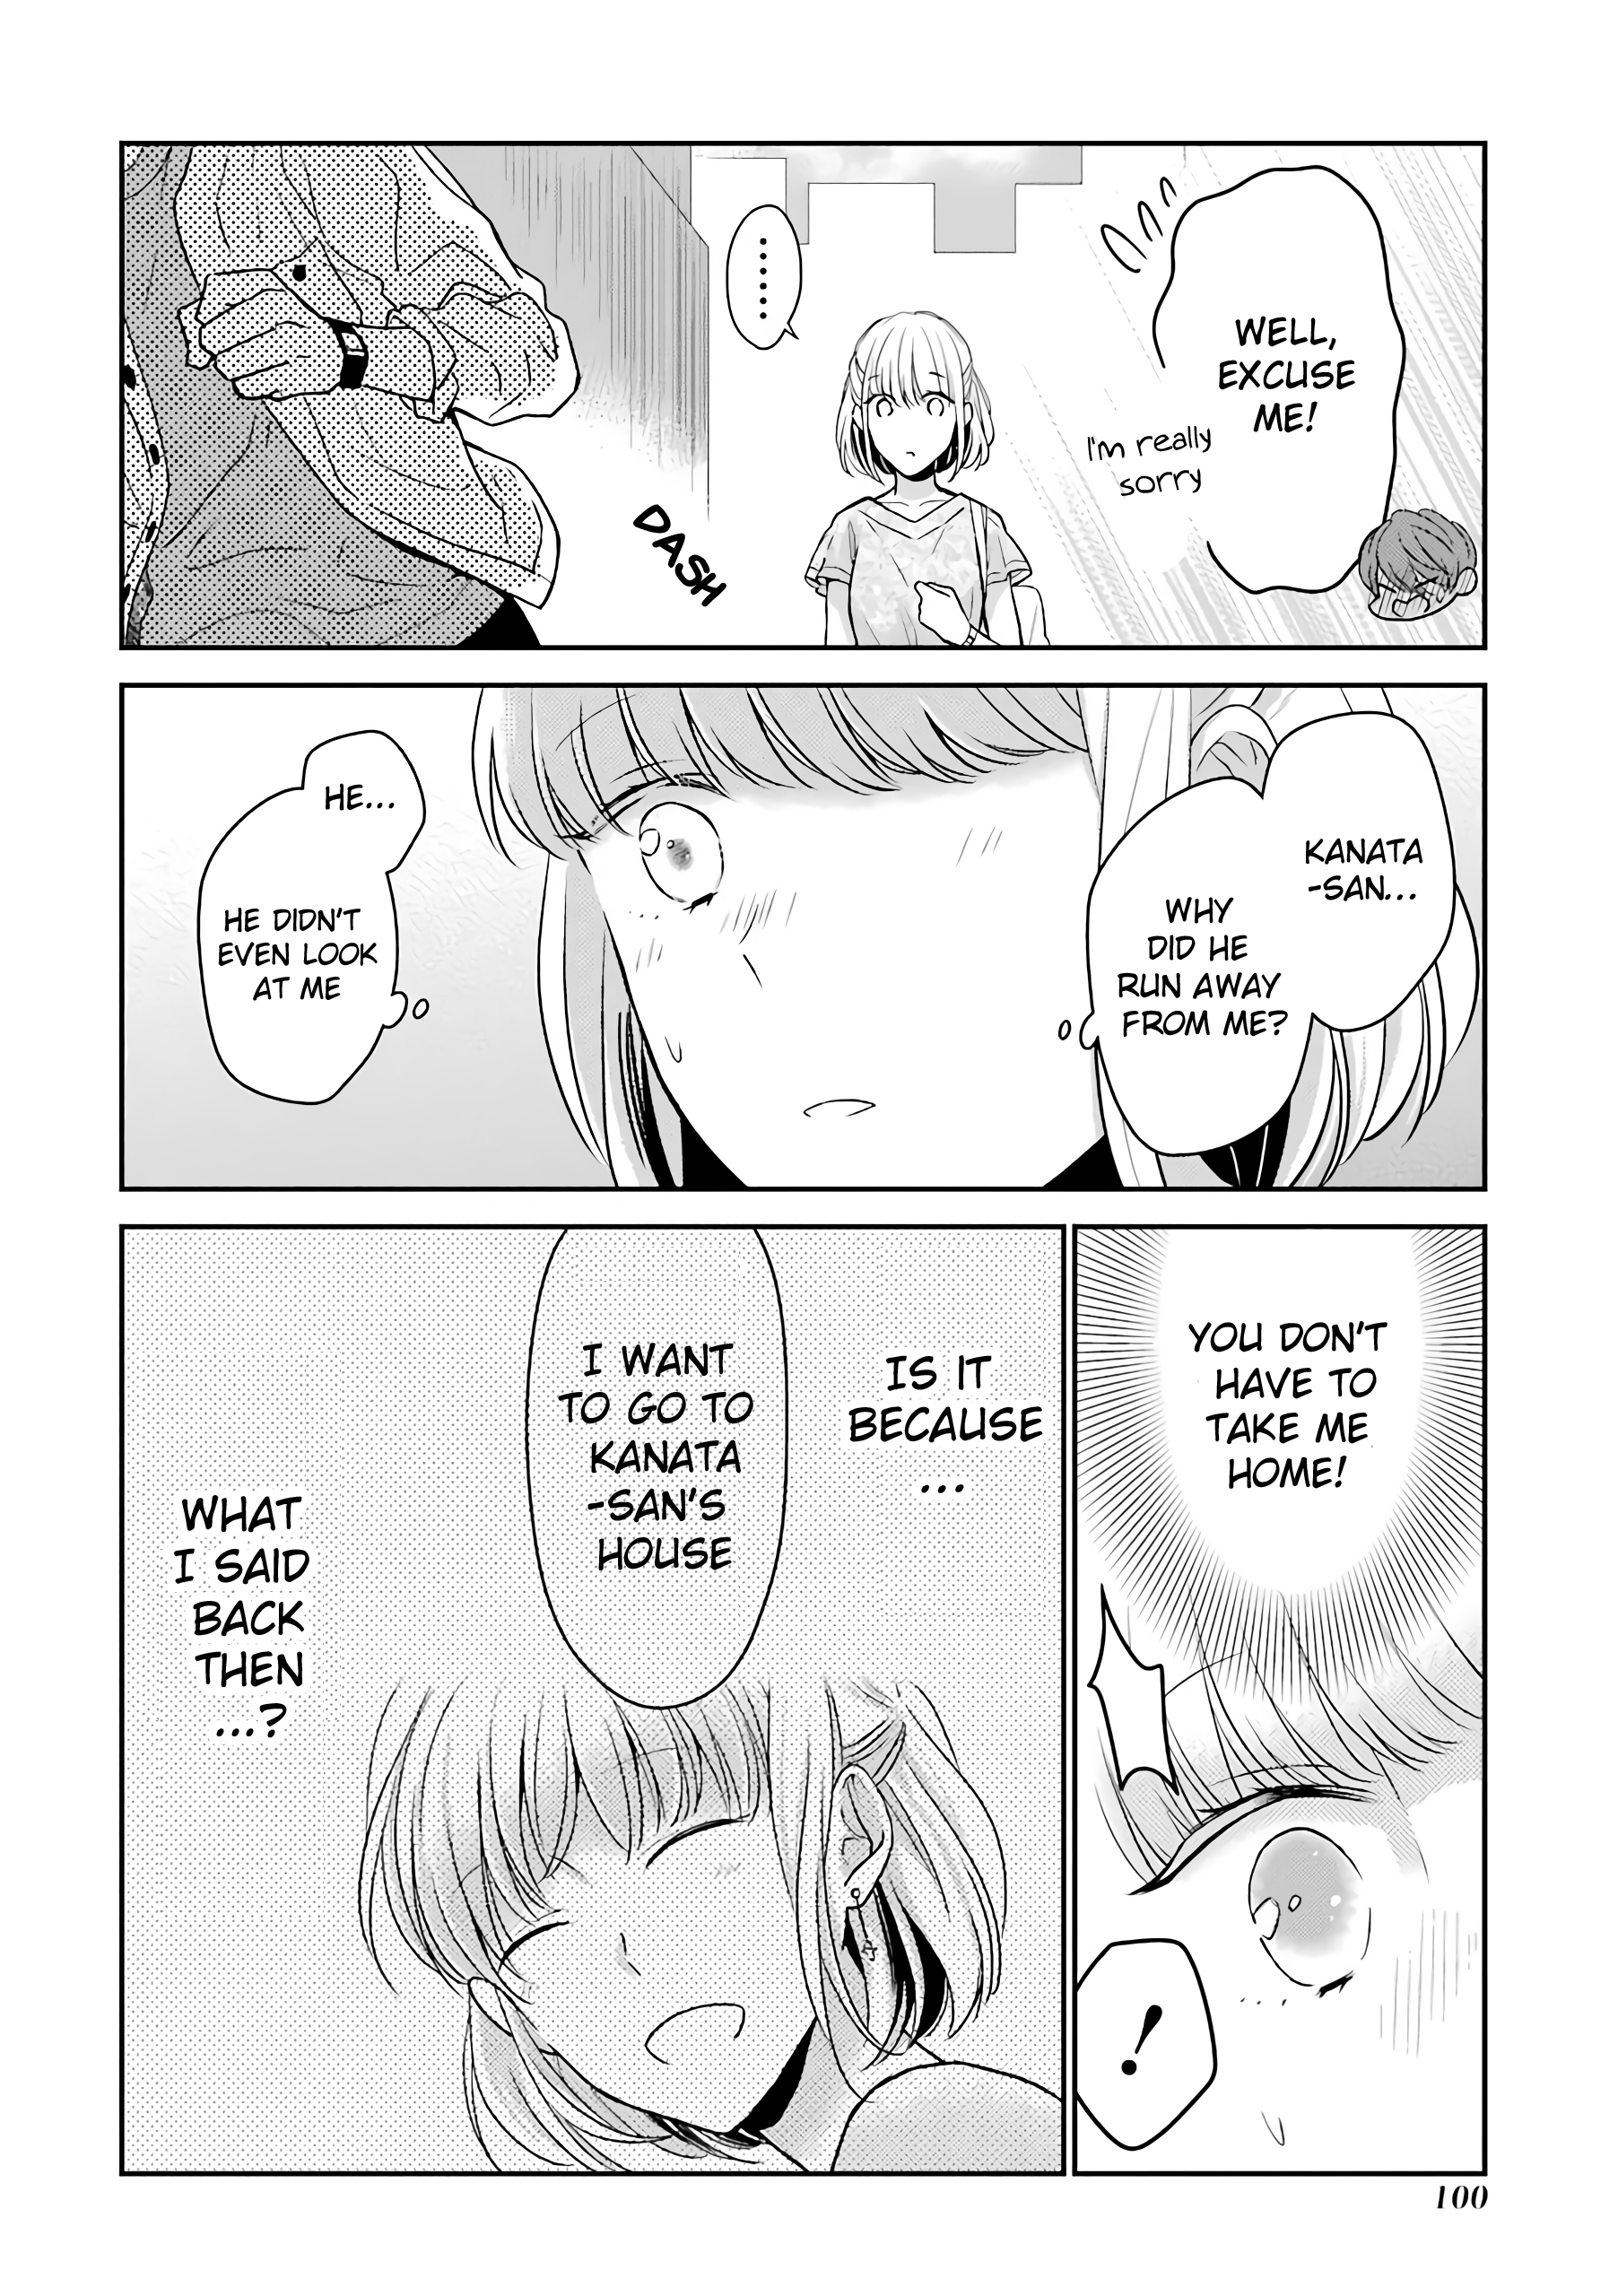 WELL,
EXCUSE
ME!
I'm really
sorry
.......
DASH
KANATA
-SAN...
WHY
DID HE
RUN AWAY
FROM ME?
HE...
HE DIDN'T
EVEN LOOK
AT ME
YOU DON'T
HAVE TO
TAKE ME
HOME!
!
IS IT
BECAUSE
...
I WANT
TO GO TO
KANATA
-SAN'S
HOUSE
WHAT
I SAID
BACK
THEN
...?
100